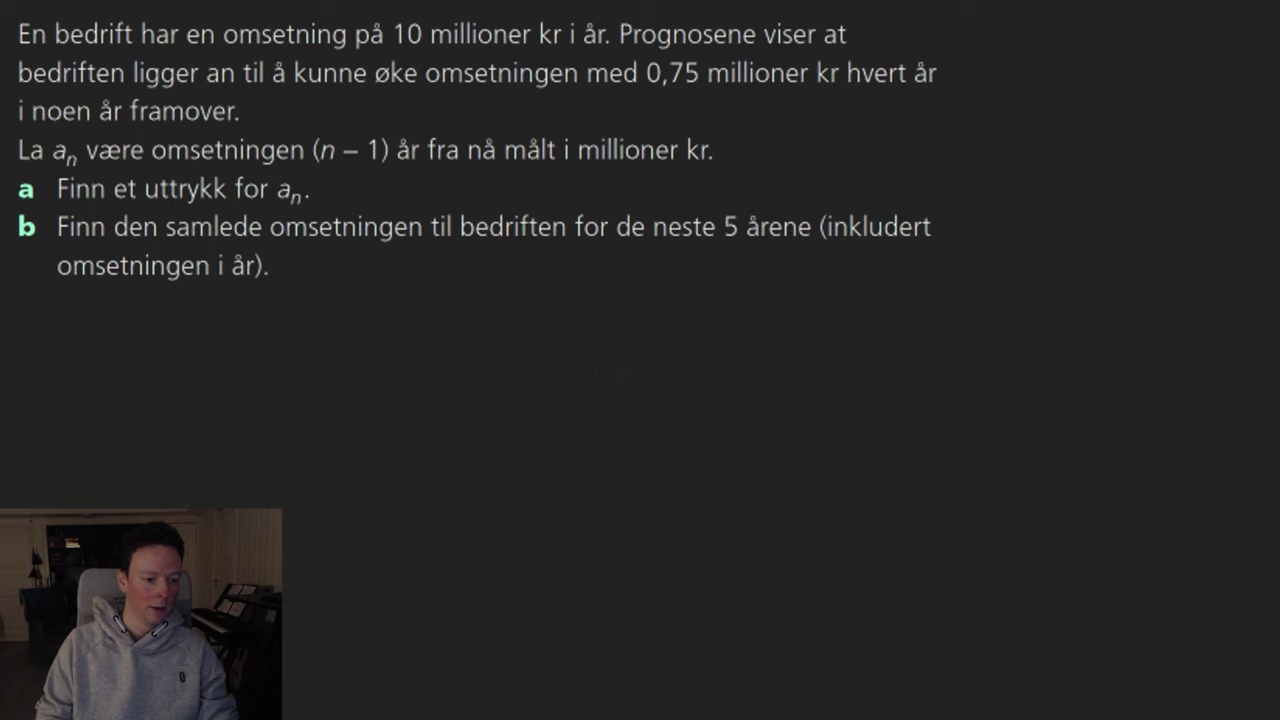 En bedrift har en omsetning på 10 millioner kr i år. Prognosene viser at
bedriften ligger an til å kunne øke omsetningen med 0,75 millioner kr hvert år
i noen år framover.
La aₙ være omsetningen (n − 1) år fra nå målt i millioner kr.
a Finn et uttrykk for aₙ.
b Finn den samlede omsetningen til bedriften for de neste 5 årene (inkludert
omsetningen i år).